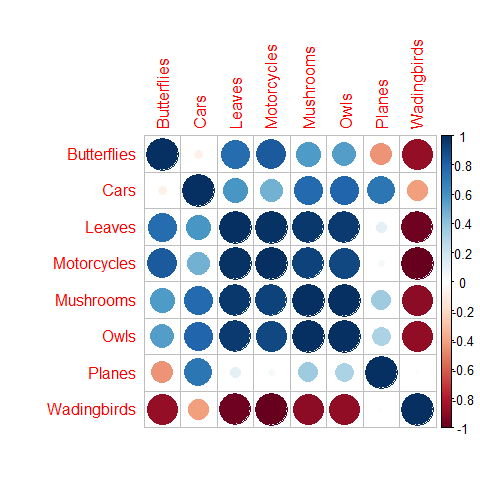 Butterflies
Cars
Leaves
Motorcycles
Mushrooms
Owls
Planes
Wadingbirds
Butterflies
Cars
Leaves
Motorcycles
Mushrooms
Owls
Planes
Wadingbirds
1
0.8
0.6
0.4
0.2
0
-0.2
-0.4
-0.6
-0.8
-1